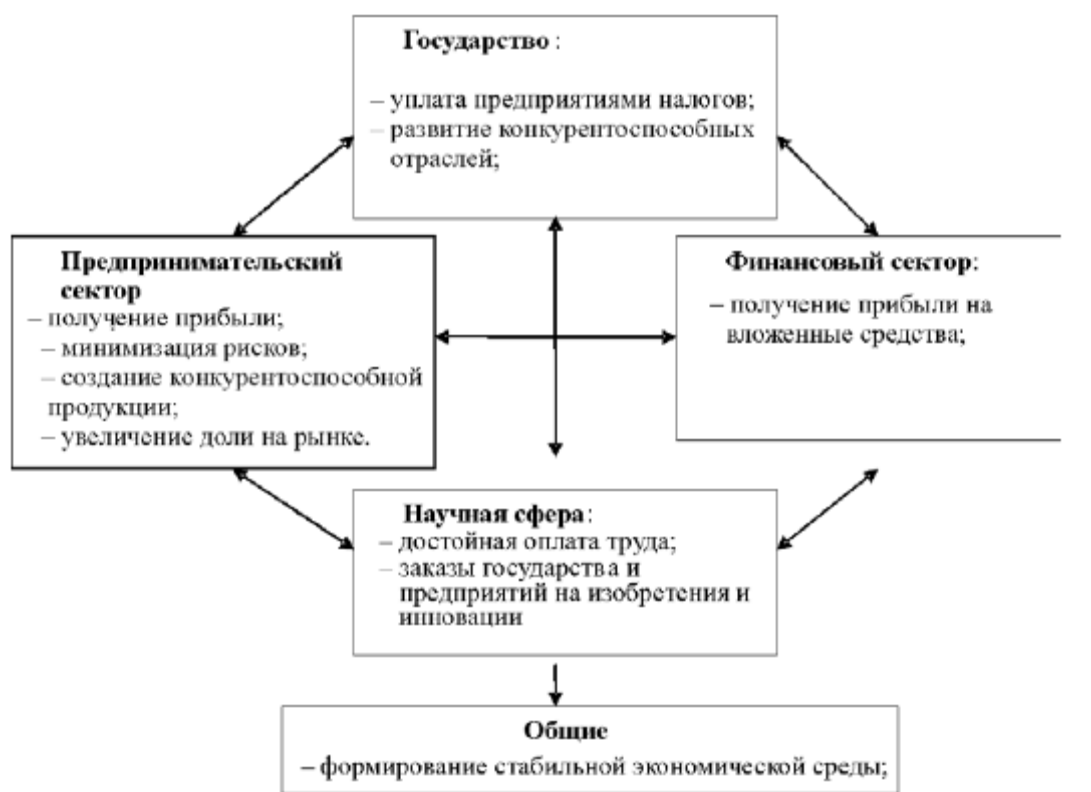 Государство :
– уплата предприятиями налогов;
– развитие конкурентоспособных
отраслей;
Предпринимательский
сектор
– получение прибыли;
– минимизация рисков;
– создание конкурентоспособной
продукции;
– увеличение доли на рынке.
Финансовый сектор:
– получение прибыли на
вложенные средства;
Научная сфера:
– достойная оплата труда;
– заказы государства и
предприятий на изобретения и
инновации
Общие
– формирование стабильной экономической среды;